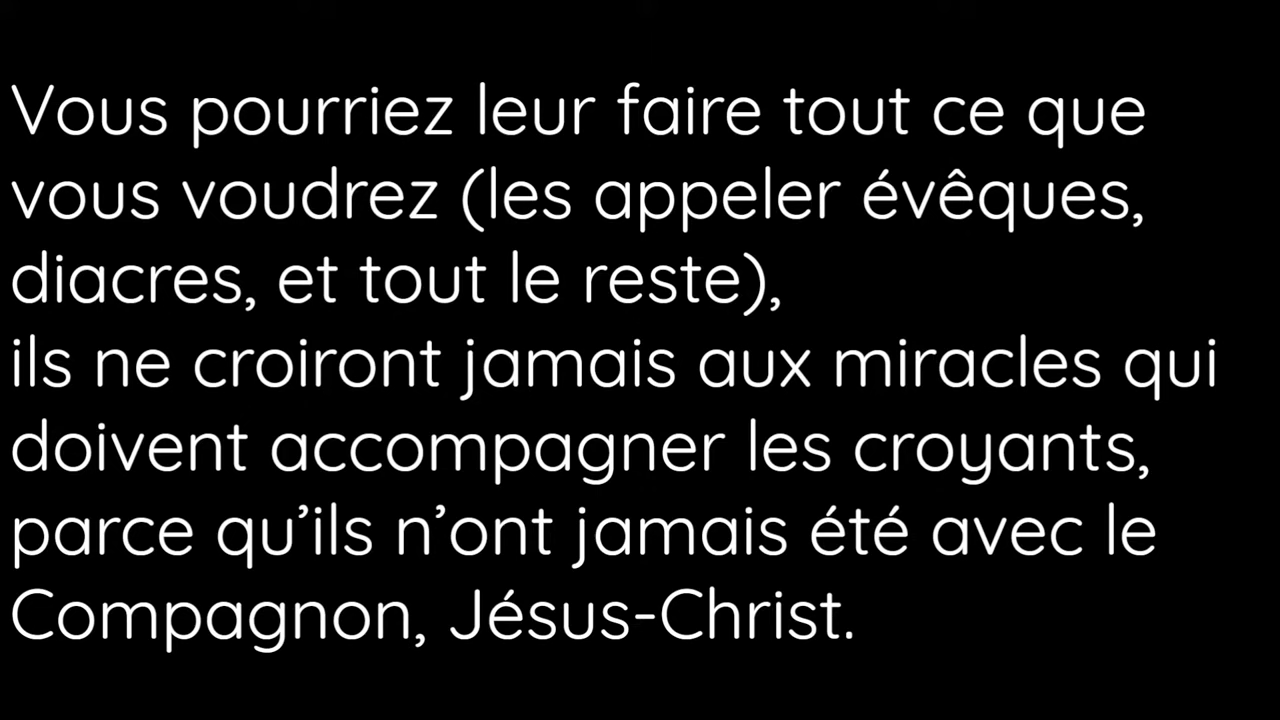 Vous pourriez leur faire tout ce que
vous voudrez (les appeler évêques,
diacres, et tout le reste),
ils ne croiront jamais aux miracles qui
doivent accompagner les croyants,
parce qu’ils n’ont jamais été avec le
Compagnon, Jésus-Christ.